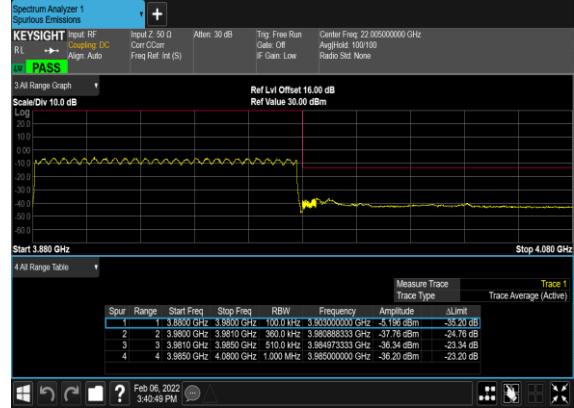 Spectrum Analyzer 1
Spurious Emissions
KEYSIGHT Input: RF Input Z: 50 Ω Atten: 30 dB Trig: Free Run Center Freq: 22.005000000 GHz
RL Coupling: DC Corr CCorr Gate: Off Avg|Hold: 100/100
Align: Auto Freq Ref: Int (S) IF Gain: Low Radio Std: None
LW PASS
3 All Range Graph
Ref Lvl Offset 16.00 dB
Scale/Div 10.0 dB Ref Value 30.00 dBm
Log
20.0
10.0
0.00
-10.0
-20.0
-30.0
-40.0
-50.0
-60.0
Start 3.880 GHz Stop 4.080 GHz
4 All Range Table
Measure Trace Trace 1
Trace Type Trace Average (Active)
Spur Range Start Freq Stop Freq RBW Frequency Amplitude ΔLimit
1 1 3.8800 GHz 3.9800 GHz 100.0 kHz 3.903000000 GHz -5.196 dBm -35.20 dB
2 2 3.9800 GHz 3.9810 GHz 360.0 kHz 3.980888333 GHz -37.76 dBm -24.76 dB
3 3 3.9810 GHz 3.9850 GHz 510.0 kHz 3.984973333 GHz -36.34 dBm -23.34 dB
4 4 3.9850 GHz 4.0800 GHz 1.000 MHz 3.985000000 GHz -36.20 dBm -23.20 dB
Feb 06, 2022
3:40:49 PM